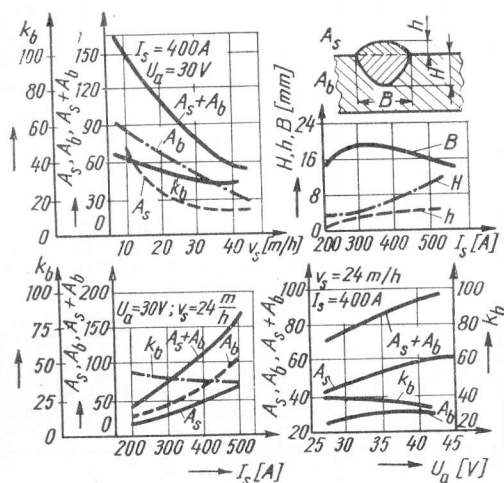 k_b
A_s, A_b, A_s+A_b
100
80
60
40
20
0
150
120
90
60
30
0
I_s = 400A
U_a = 30V
A_s + A_b
A_b
k_b
A_s
10 20 30 40 v_s [m/h]
A_s
A_b
h
H
B
H, h, B [mm]
24
16
8
0
B
H
h
200 300 400 500 I_s [A]
k_b
A_s, A_b, A_s+A_b
100
75
50
25
0
200
150
100
50
0
U_a = 30V; v_s = 24 m/h
k_b
A_s + A_b
A_b
A_s
200 300 400 500
I_s [A]
A_s, A_b, A_s+A_b
100
80
60
40
20
v_s = 24 m/h
I_s = 400A
A_s + A_b
A_s
k_b
A_b
100
80
60
40
20
k_b
25 30 35 40 45
U_a [V]